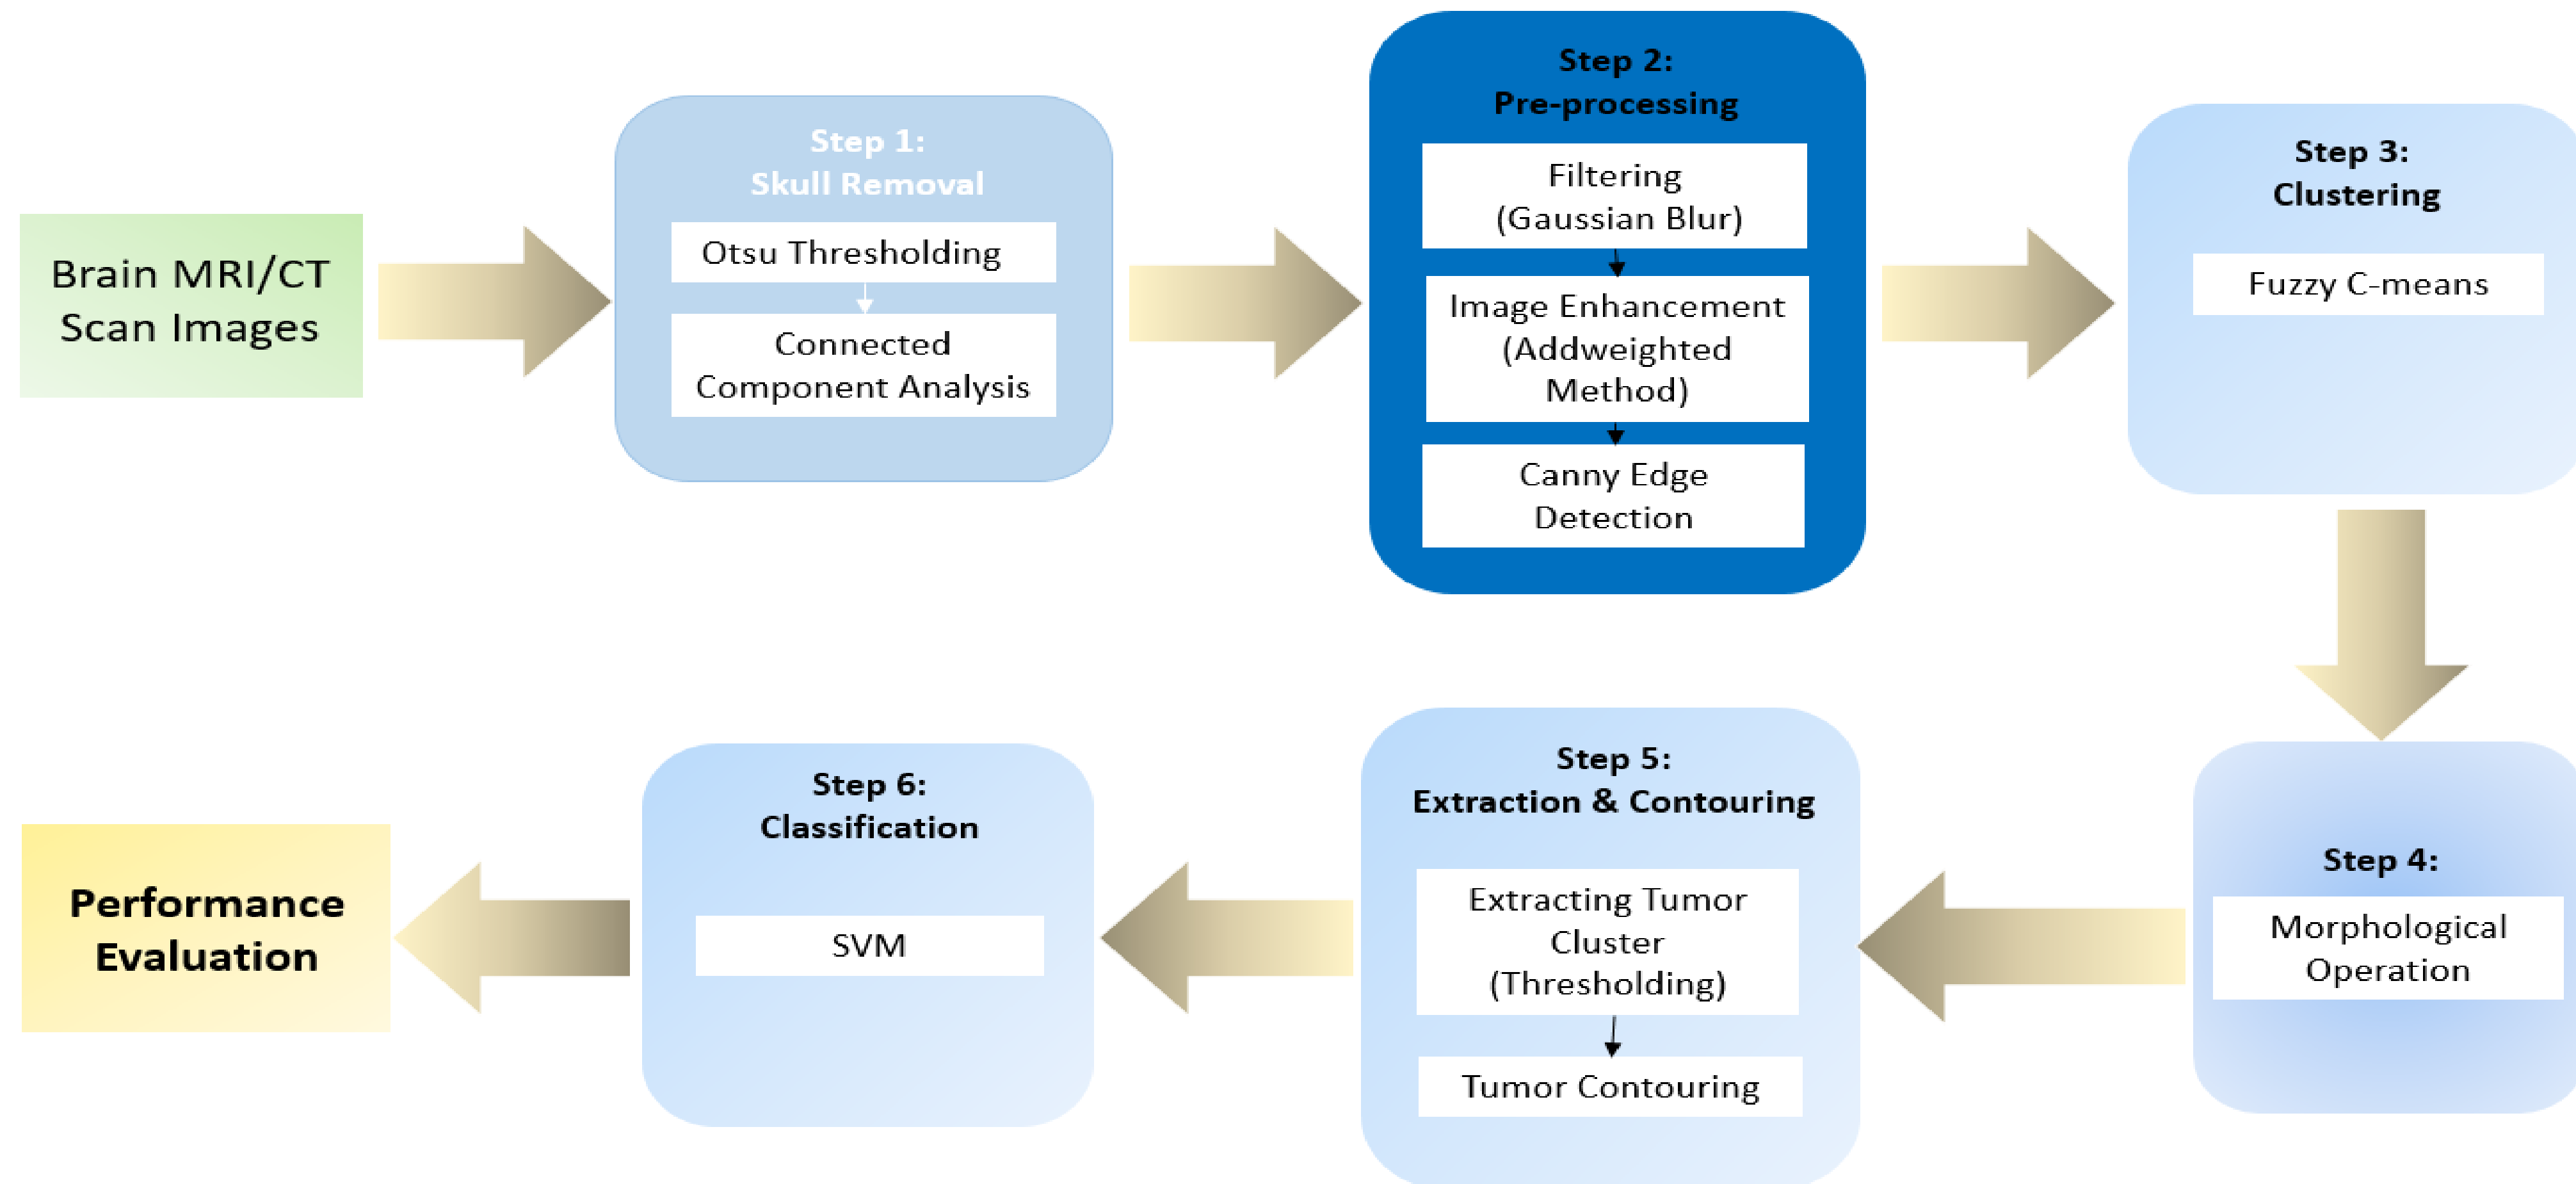 Brain MRI/CT
Scan Images
Step 1:
Skull Removal
Otsu Thresholding
Connected
Component Analysis
Step 2:
Pre-processing
Filtering
(Gaussian Blur)
Image Enhancement
(Addweighted
Method)
Canny Edge
Detection
Step 3:
Clustering
Fuzzy C-means
Step 4:
Morphological
Operation
Step 5:
Extraction & Contouring
Extracting Tumor
Cluster
(Thresholding)
Tumor Contouring
Step 6:
Classification
SVM
Performance
Evaluation